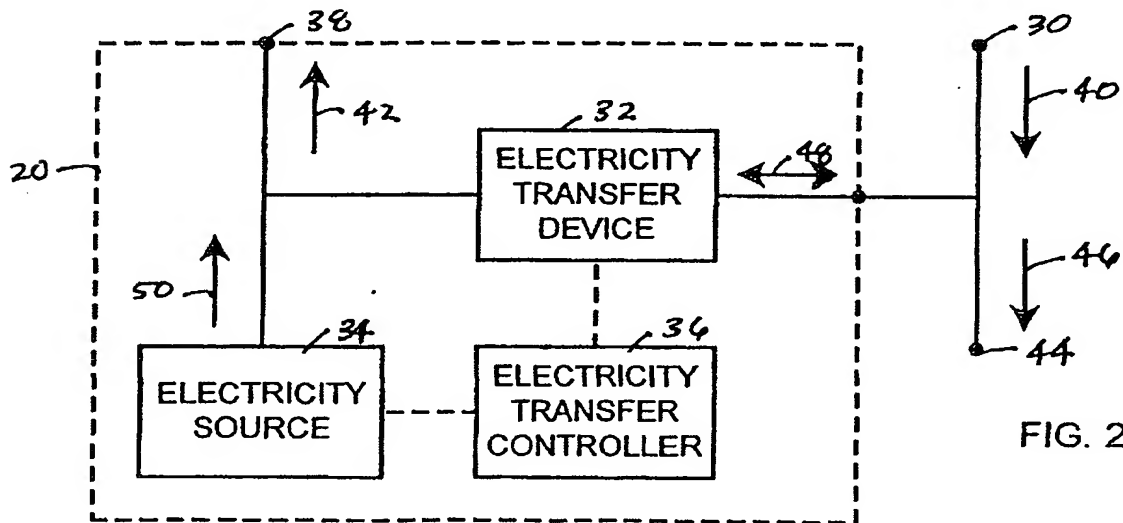 38
30
42
40
32
20
ELECTRICITY
TRANSFER
DEVICE
48
46
50
34
36
44
ELECTRICITY
SOURCE
ELECTRICITY
TRANSFER
CONTROLLER
FIG. 2